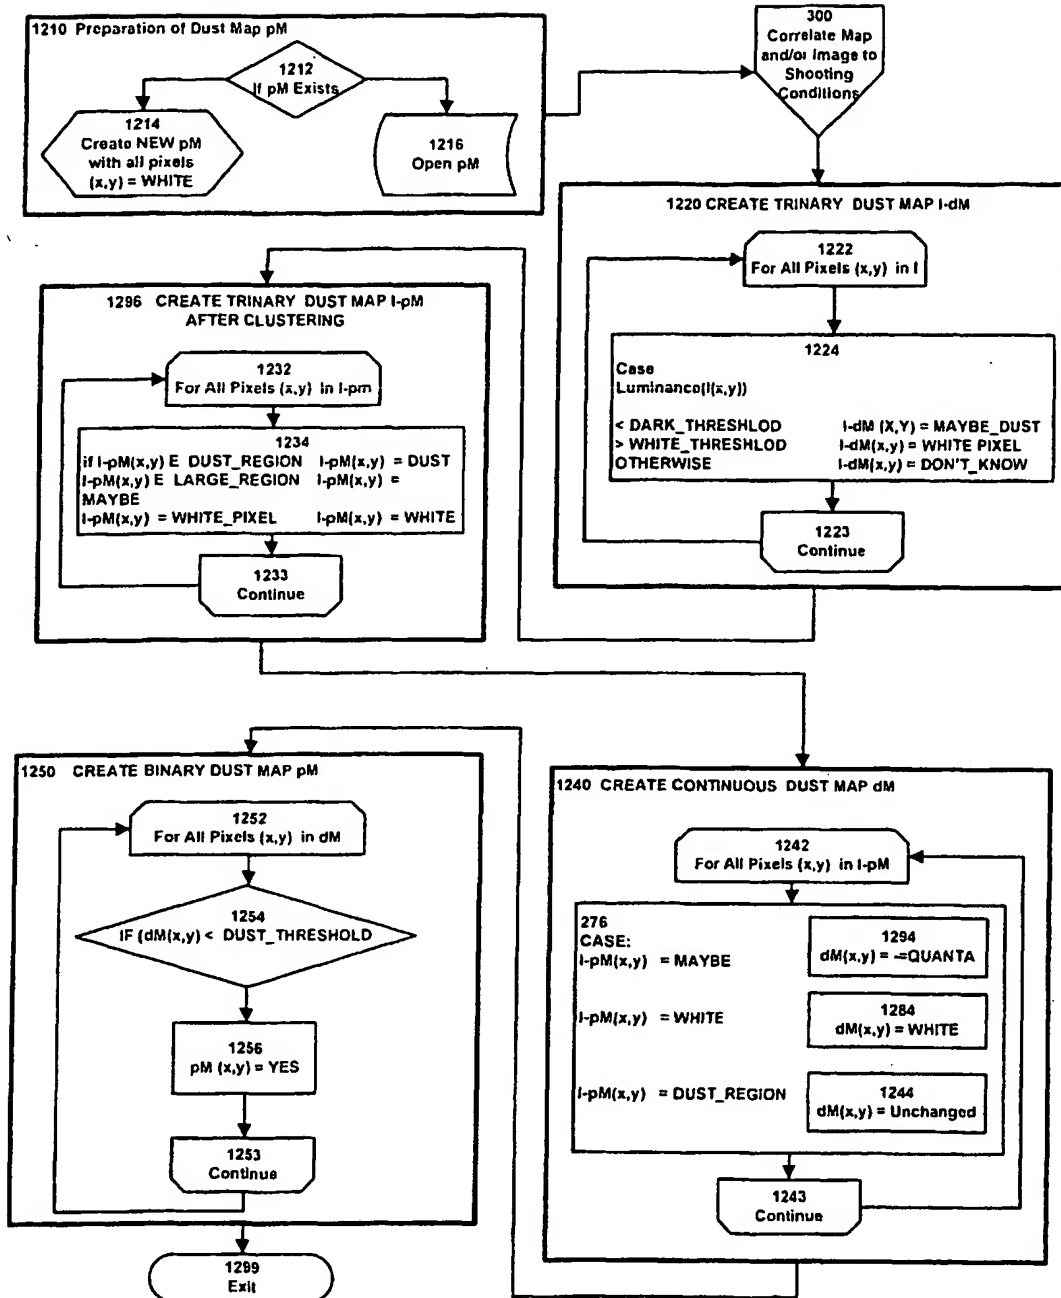 1210 Preparation of Dust Map pM
1212
If pM Exists
1214
Create NEW pM
with all pixels
(x,y) = WHITE
1216
Open pM
300
Correlate Map
and/or Image to
Shooting
Conditions
1220 CREATE TRINARY DUST MAP I-dM
1222
For All Pixels (x,y) in I
1224
Case
Luminance(I(x,y))
< DARK_THRESHLOD I-dM (X,Y) = MAYBE_DUST
> WHITE_THRESHLOD I-dM(x,y) = WHITE PIXEL
OTHERWISE I-dM(x,y) = DON'T_KNOW
1223
Continue
1296 CREATE TRINARY DUST MAP I-pM
AFTER CLUSTERING
1232
For All Pixels (x,y) in I-pm
1234
if I-pM(x,y) E DUST_REGION I-pM(x,y) = DUST
I-pM(x,y) E LARGE_REGION I-pM(x,y) =
MAYBE
I-pM(x,y) = WHITE_PIXEL I-pM(x,y) = WHITE
1233
Continue
1240 CREATE CONTINUOUS DUST MAP dM
1242
For All Pixels (x,y) in I-pM
276
CASE:
I-pM(x,y) = MAYBE
1294
dM(x,y) = -=QUANTA
I-pM(x,y) = WHITE
1284
dM(x,y) = WHITE
I-pM(x,y) = DUST_REGION
1244
dM(x,y) = Unchanged
1243
Continue
1250 CREATE BINARY DUST MAP pM
1252
For All Pixels (x,y) in dM
1254
IF (dM(x,y) < DUST_THRESHOLD
1256
pM (x,y) = YES
1253
Continue
1299
Exit